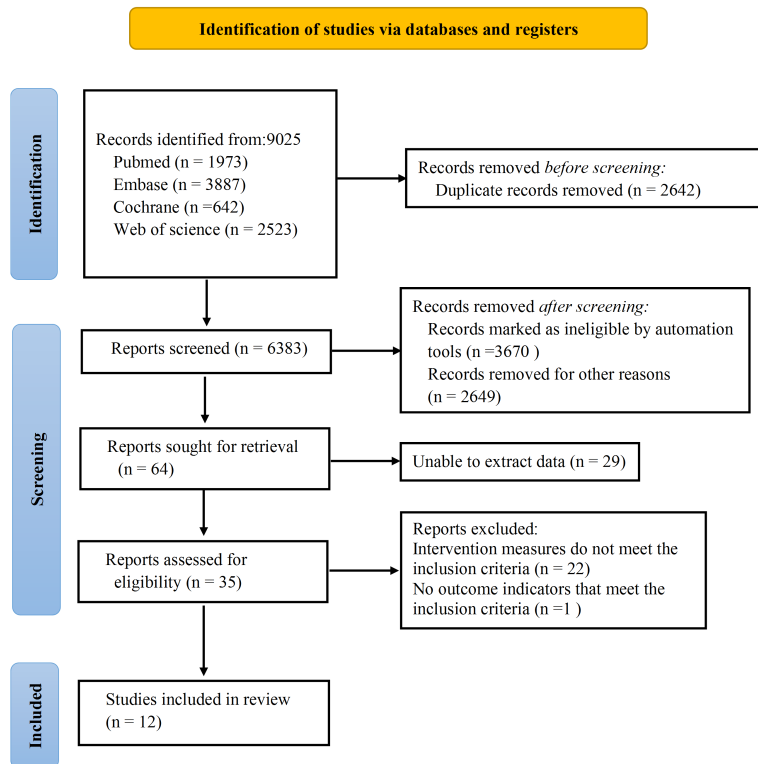 Identification of studies via databases and registers
Identification
Records identified from:9025
Pubmed (n = 1973)
Embase (n = 3887)
Cochrane (n =642)
Web of science (n = 2523)
Records removed before screening:
Duplicate records removed (n = 2642)
Screening
Reports screened (n = 6383)
Records removed after screening:
Records marked as ineligible by automation
tools (n =3670 )
Records removed for other reasons
(n = 2649)
Reports sought for retrieval
(n = 64)
Unable to extract data (n = 29)
Reports assessed for
eligibility (n = 35)
Reports excluded:
Intervention measures do not meet the
inclusion criteria (n = 22)
No outcome indicators that meet the
inclusion criteria (n =1 )
Included
Studies included in review
(n = 12)